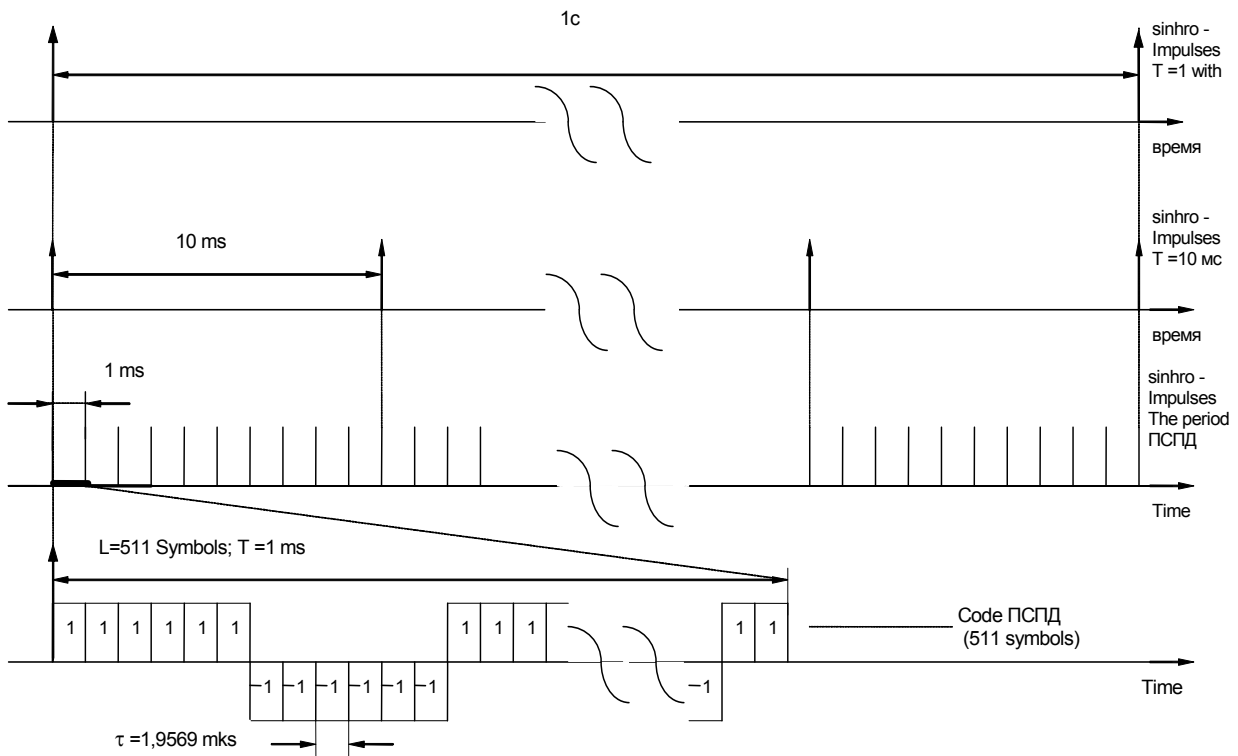 1c
sinhro -
Impulses
T =1 with
время
10 ms
sinhro -
Impulses
T =10 мс
время
1 ms
sinhro -
Impulses
The period
ПСПД
Time
L=511 Symbols; T =1 ms
1 1 1 1 1 1 1 1 1 1 1
Code ПСПД
(511 symbols)
−1 −1 −1 −1 −1 −1 −1
Time
τ =1,9569 mks